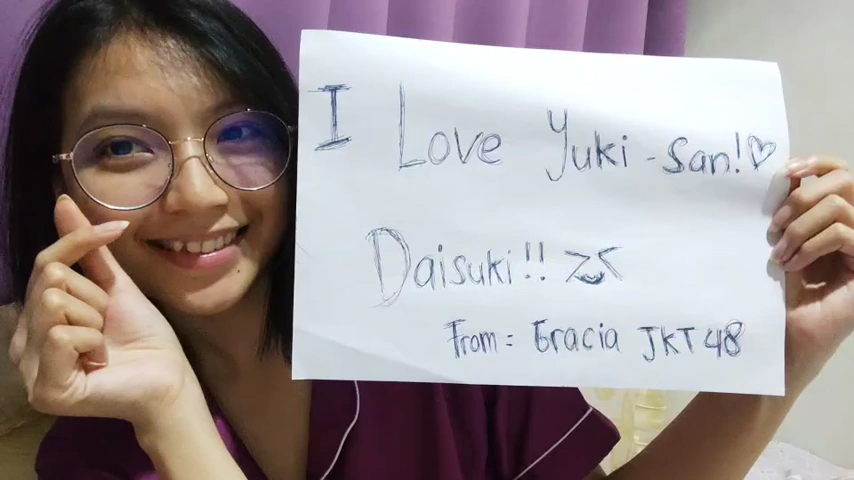 I Love Yuki-San!♡
Daisuki!! >‿<
From = Gracia JKT48